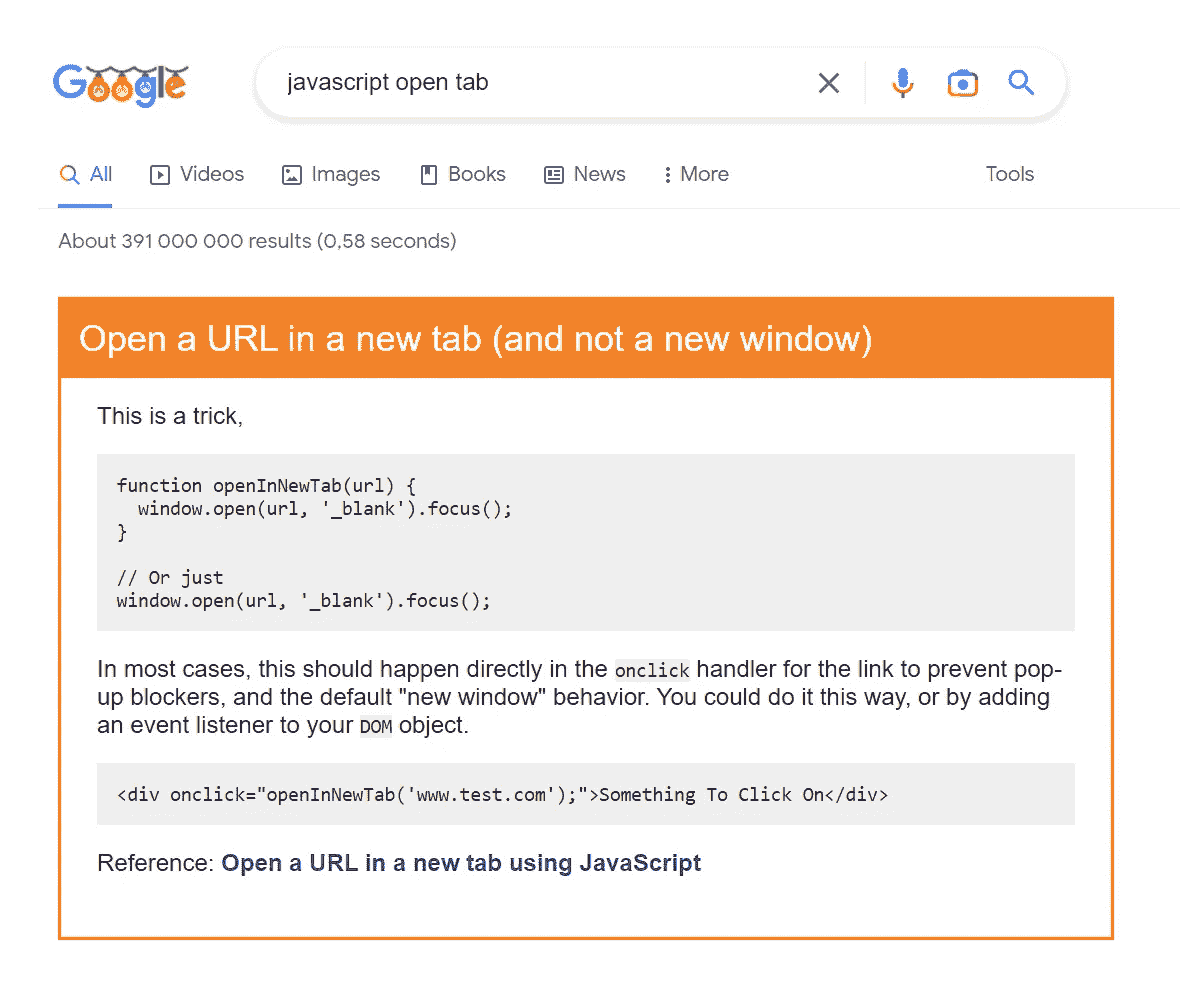 Google
javascript open tab
All Videos Images Books News More Tools
About 391 000 000 results (0,58 seconds)
Open a URL in a new tab (and not a new window)
This is a trick,
function openInNewTab(url) {
  window.open(url, '_blank').focus();
}
// Or just
window.open(url, '_blank').focus();
In most cases, this should happen directly in the onclick handler for the link to prevent pop-
up blockers, and the default "new window" behavior. You could do it this way, or by adding
an event listener to your DOM object.
<div onclick="openInNewTab('www.test.com');">Something To Click On</div>
Reference: Open a URL in a new tab using JavaScript